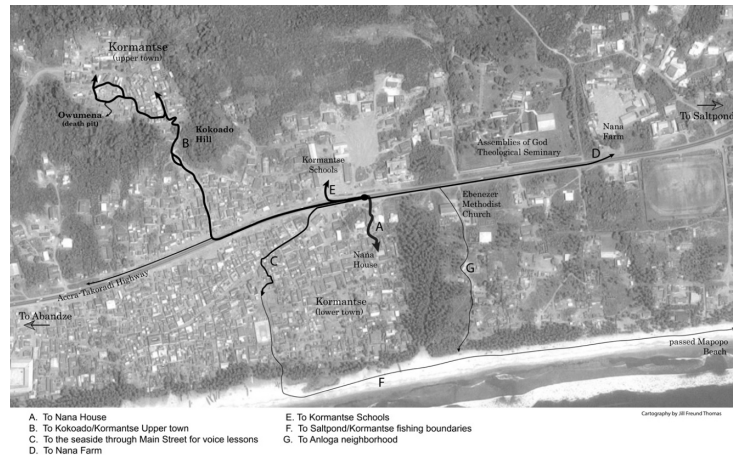 Kormantse
(upper town)
Owumena
(death pit)
B
Kokoado
Hill
To Saltpond
Nana
Farm
D
Assemblies of God
Theological Seminary
Kormantse
Schools
E
Ebenezer
Methodist
Church
A
Nana
House
C
G
Accra-Takoradi Highway
Kormantse
(lower town)
To Abandze
passed Mapopo
Beach
F
Cartography by Jill Freund Thomas
A. To Nana House
B. To Kokoado/Kormantse Upper town
C. To the seaside through Main Street for voice lessons
D. To Nana Farm
E. To Kormantse Schools
F. To Saltpond/Kormantse fishing boundaries
G. To Anloga neighborhood